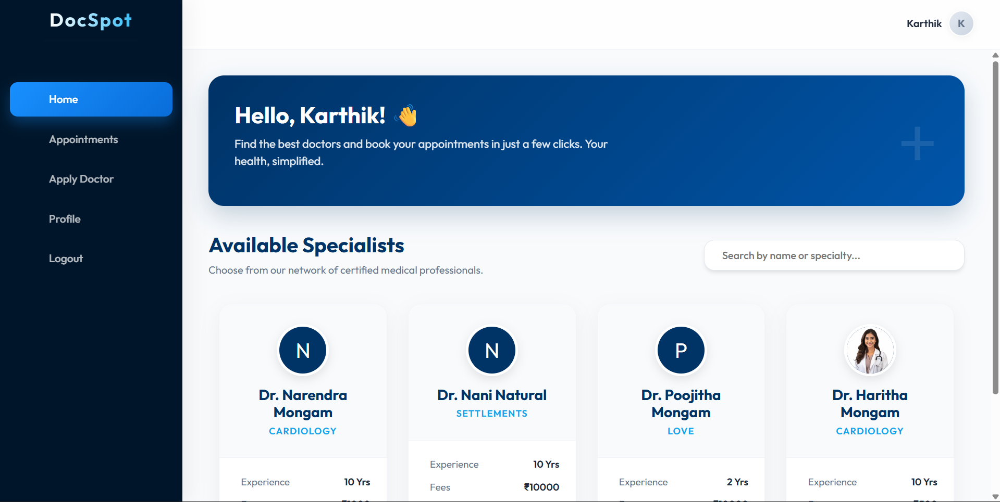 DocSpot
Karthik
K
Home
Appointments
Apply Doctor
Profile
Logout
Hello, Karthik! 👋
Find the best doctors and book your appointments in just a few clicks. Your
health, simplified.
Available Specialists
Choose from our network of certified medical professionals.
Search by name or specialty...
N
Dr. Narendra
Mongam
CARDIOLOGY
Experience 10 Yrs
N
Dr. Nani Natural
SETTLEMENTS
Experience 10 Yrs
Fees ₹10000
P
Dr. Poojitha
Mongam
LOVE
Experience 2 Yrs
Dr. Haritha
Mongam
CARDIOLOGY
Experience 10 Yrs